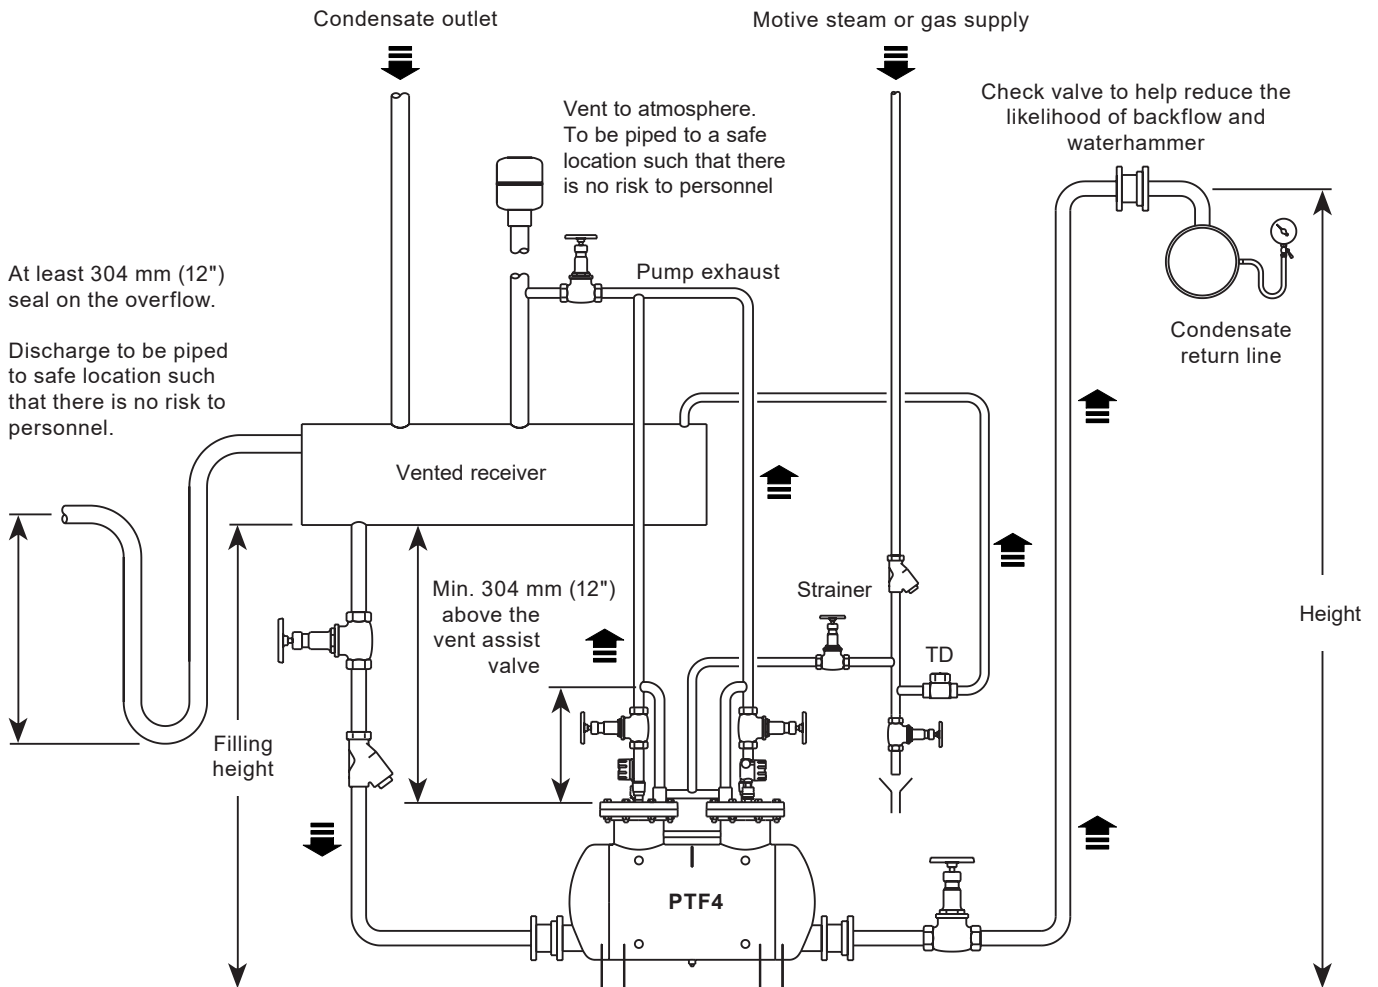 Condensate outlet
Motive steam or gas supply
Check valve to help reduce the
likelihood of backflow and
waterhammer
Vent to atmosphere.
To be piped to a safe
location such that there
is no risk to personnel
At least 304 mm (12")
seal on the overflow.
Discharge to be piped
to safe location such
that there is no risk to
personnel.
Pump exhaust
Condensate
return line
Vented receiver
Min. 304 mm (12")
above the
vent assist
valve
Strainer
TD
Height
Filling
height
PTF4